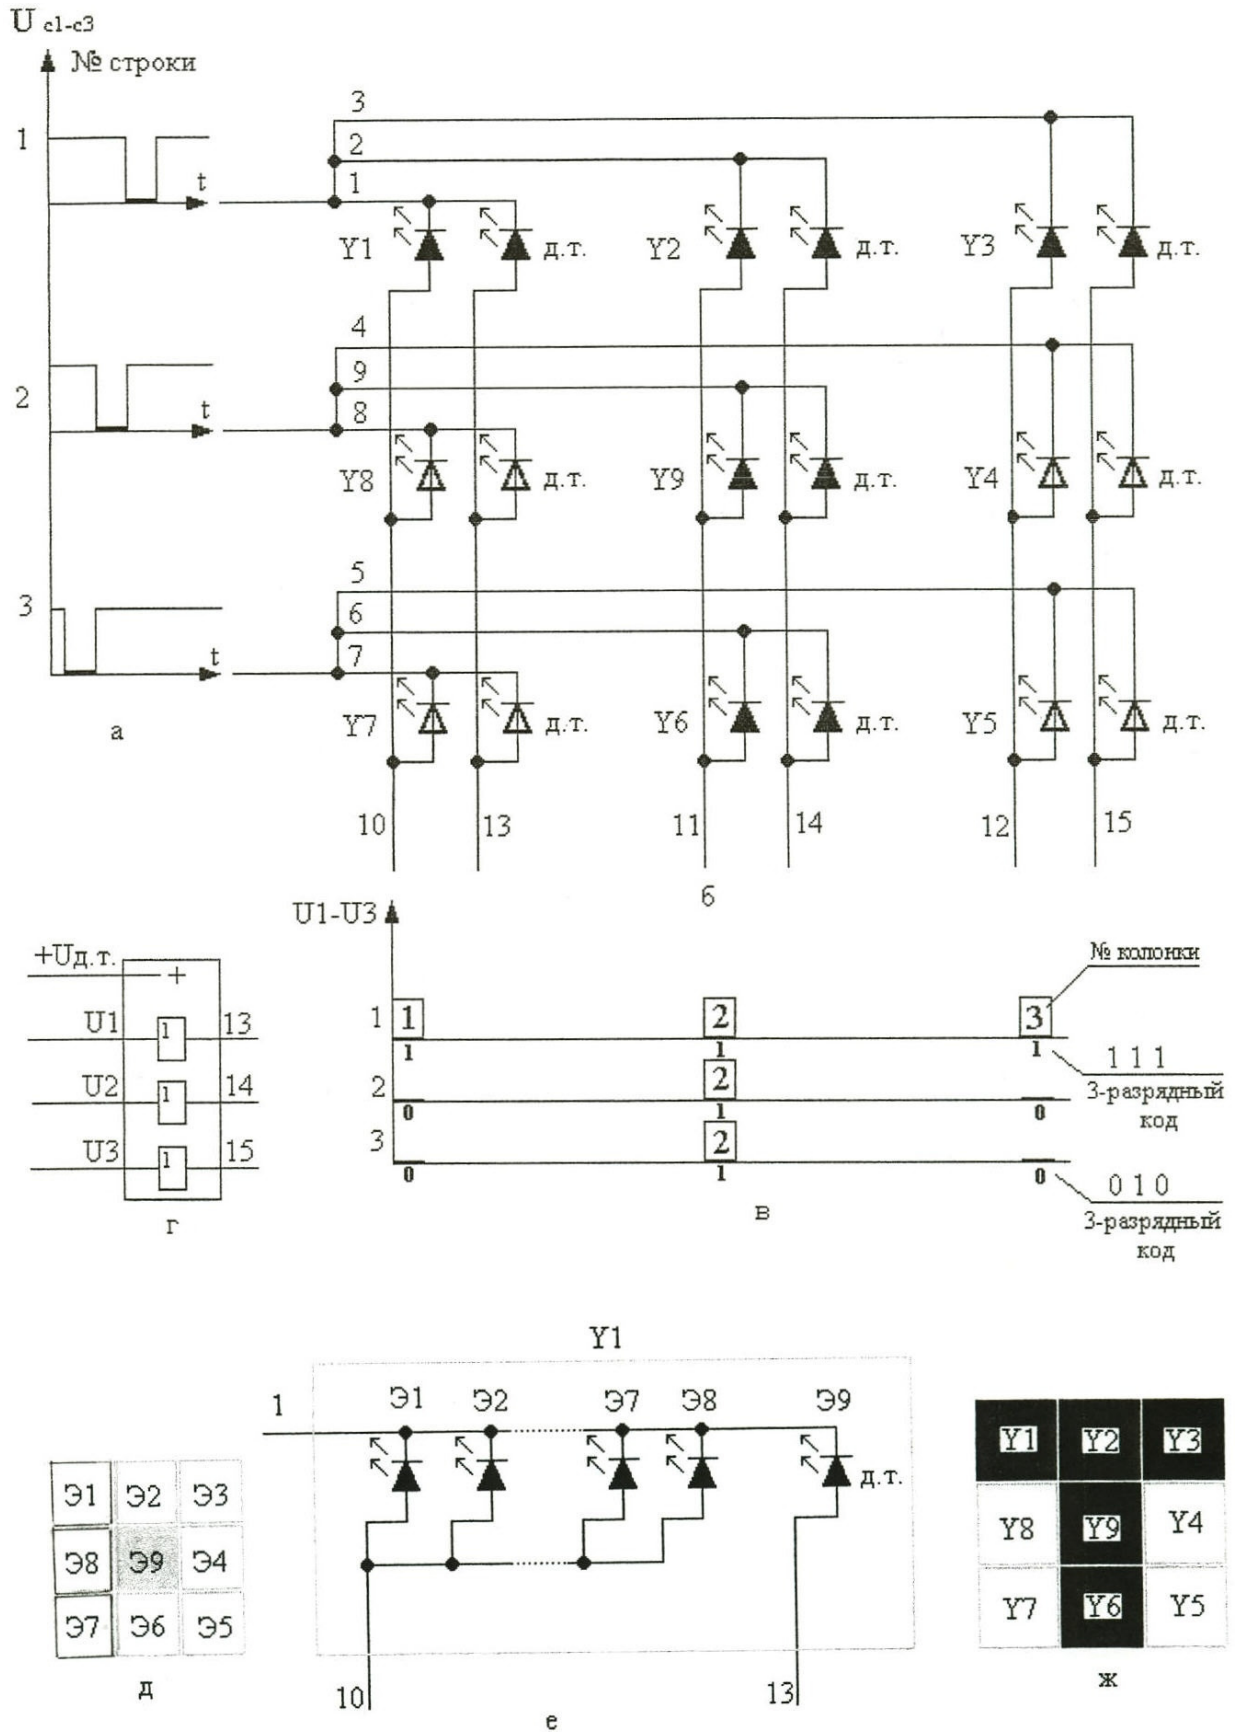 U с1-с3
№ строки
1
t
3
2
1
Y1
д.т.
Y2
д.т.
Y3
д.т.
2
t
4
9
8
Y8
д.т.
Y9
д.т.
Y4
д.т.
3
t
5
6
7
Y7
д.т.
Y6
д.т.
Y5
д.т.
а
10
13
11
14
12
15
б
+Uд.т.
+
U1
1
13
U2
1
14
U3
1
15
г
U1-U3
№ колонки
1
1
2
3
1
1
1
1 1 1
3-разрядный
код
2
2
0
1
0
3
2
0
1
0
0 1 0
3-разрядный
код
в
Э1
Э2
Э3
Э8
Э9
Э4
Э7
Э6
Э5
д
Y1
1
Э1
Э2
Э7
Э8
Э9
д.т.
10
13
е
Y1
Y2
Y3
Y8
Y9
Y4
Y7
Y6
Y5
ж